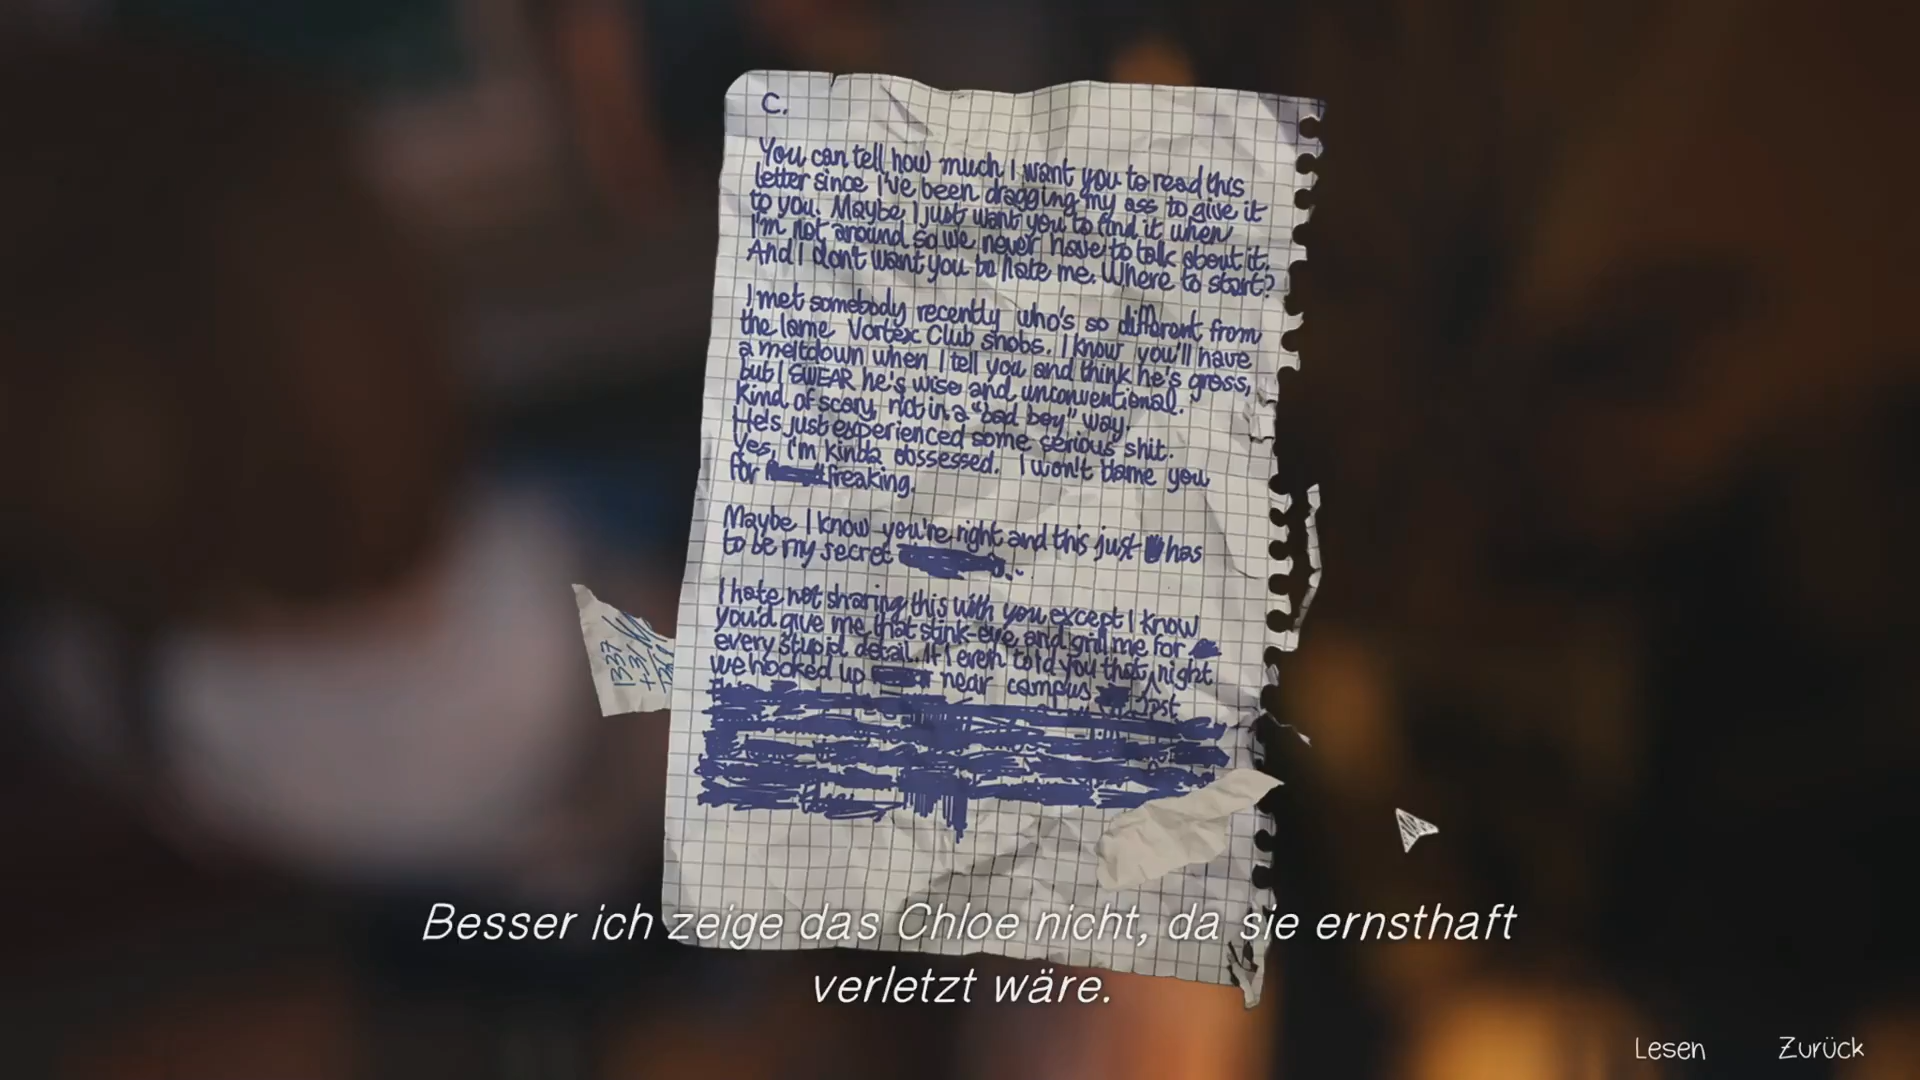 C.
You can tell how much I want you to read this
letter since I've been dragging my ass to give it
to you. Maybe I just want you to find it when
I'm not around so we never have to talk about it.
And I don't want you to hate me. Where to start?
I met somebody recently who's so different from
the lame Vortex Club snobs. I know you'll have
a meltdown when I tell you and think he's gross,
but I SWEAR he's wise and unconventional.
Kind of scary, not in a "bad boy" way.
He's just experienced some serious shit.
Yes, I'm kinda obssessed. I won't blame you
for freaking.
Maybe I know you're right and this just has
to be my secret
I hate not sharing this with you except I know
you'd give me that stink-eye and grill me for
every stupid detail. If I even told you that night
we hooked up near campus last
1337
+31
Besser ich zeige das Chloe nicht, da sie ernsthaft
verletzt wäre.
Lesen Zurück